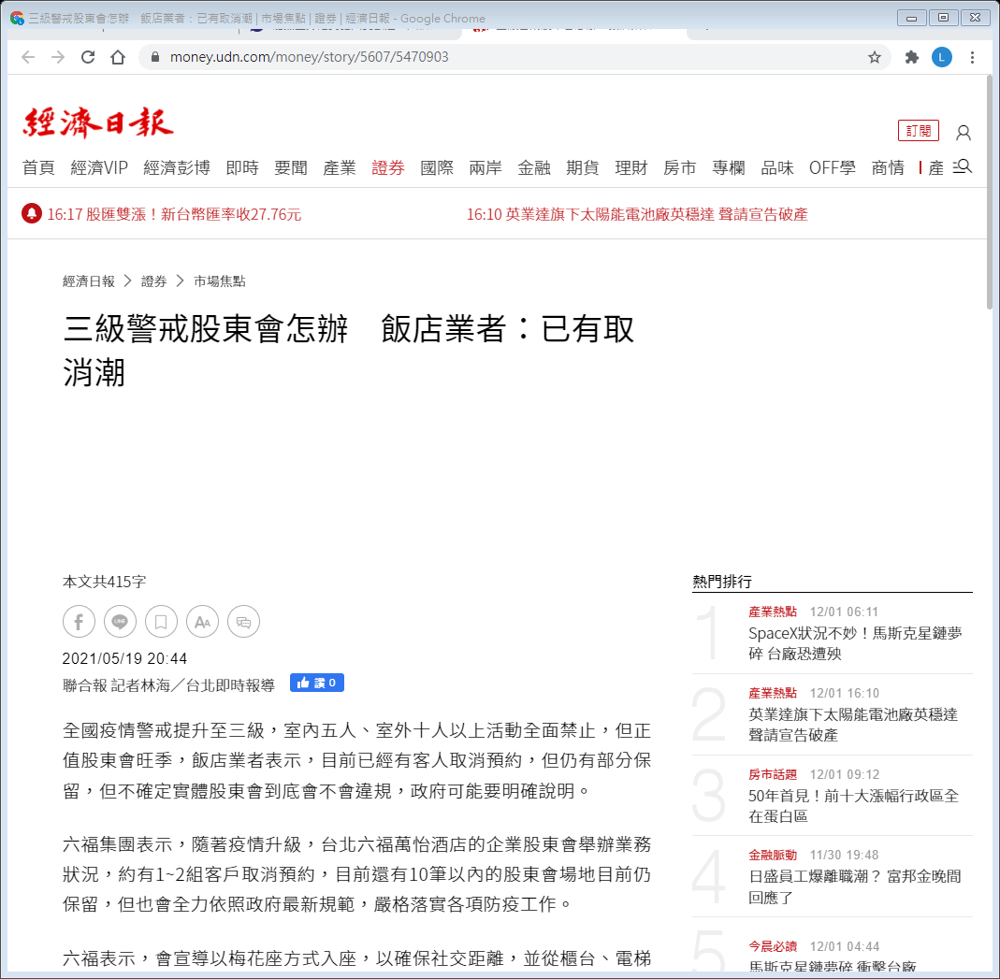 三級警戒股東會怎辦　飯店業者：已有取消潮 | 市場焦點 | 證券 | 經濟日報 - Google Chrome
money.udn.com/money/story/5607/5470903
L
經濟日報
訂閱
首頁 經濟VIP 經濟彭博 即時 要聞 產業 證券 國際 兩岸 金融 期貨 理財 房市 專欄 品味 OFF學 商情 產
16:17 股匯雙漲！新台幣匯率收27.76元
16:10 英業達旗下太陽能電池廠英穩達 聲請宣告破產
經濟日報 > 證券 > 市場焦點
三級警戒股東會怎辦　飯店業者：已有取
消潮
本文共415字
LINE
AA
2021/05/19 20:44
聯合報 記者林海／台北即時報導
讚 0
全國疫情警戒提升至三級，室內五人、室外十人以上活動全面禁止，但正
值股東會旺季，飯店業者表示，目前已經有客人取消預約，但仍有部分保
留，但不確定實體股東會到底會不會違規，政府可能要明確說明。
六福集團表示，隨著疫情升級，台北六福萬怡酒店的企業股東會舉辦業務
狀況，約有1~2組客戶取消預約，目前還有10筆以內的股東會場地目前仍
保留，但也會全力依照政府最新規範，嚴格落實各項防疫工作。
六福表示，會宣導以梅花座方式入座，以確保社交距離，並從櫃台、電梯
熱門排行
1
產業熱點 12/01 06:11
SpaceX狀況不妙！馬斯克星鏈夢
碎 台廠恐遭殃
2
產業熱點 12/01 16:10
英業達旗下太陽能電池廠英穩達
聲請宣告破產
3
房市話題 12/01 09:12
50年首見！前十大漲幅行政區全
在蛋白區
4
金融脈動 11/30 19:48
日盛員工爆離職潮？ 富邦金晚間
回應了
5
今晨必讀 12/01 04:44
馬斯克星鏈夢碎 衝擊台廠